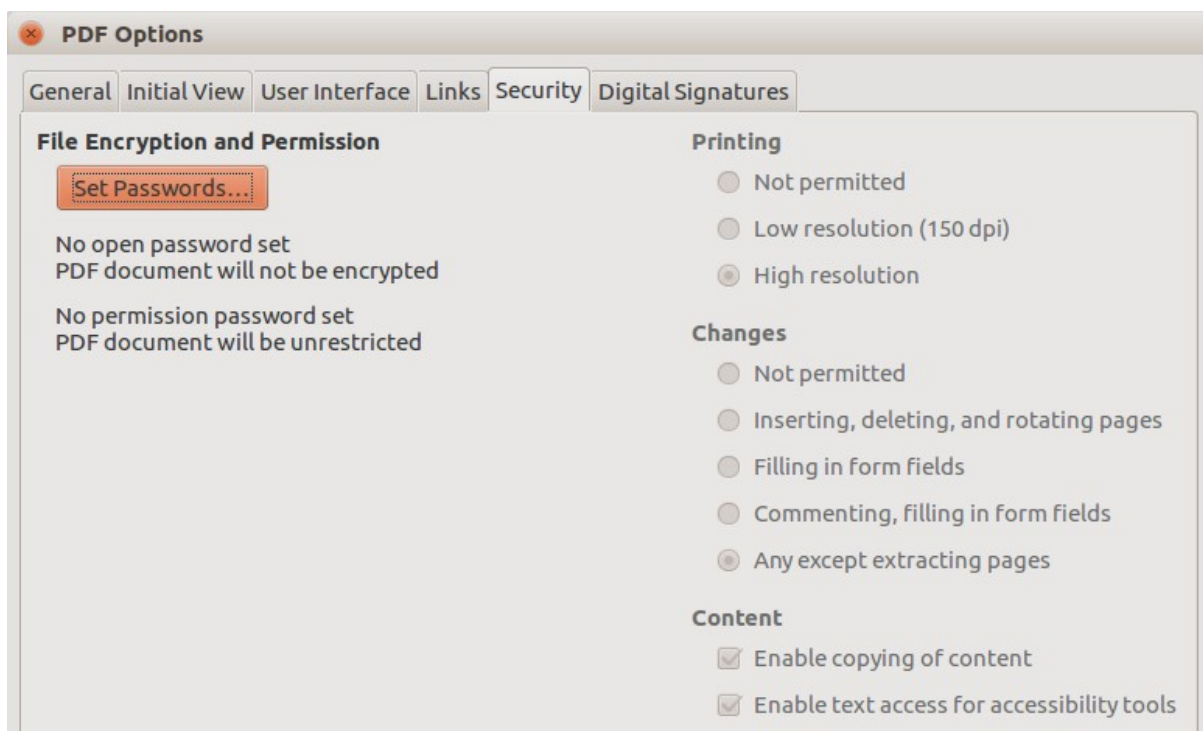 PDF Options
General Initial View User Interface Links Security Digital Signatures
File Encryption and Permission
Set Passwords...
No open password set
PDF document will not be encrypted
No permission password set
PDF document will be unrestricted
Printing
Not permitted
Low resolution (150 dpi)
High resolution
Changes
Not permitted
Inserting, deleting, and rotating pages
Filling in form fields
Commenting, filling in form fields
Any except extracting pages
Content
Enable copying of content
Enable text access for accessibility tools